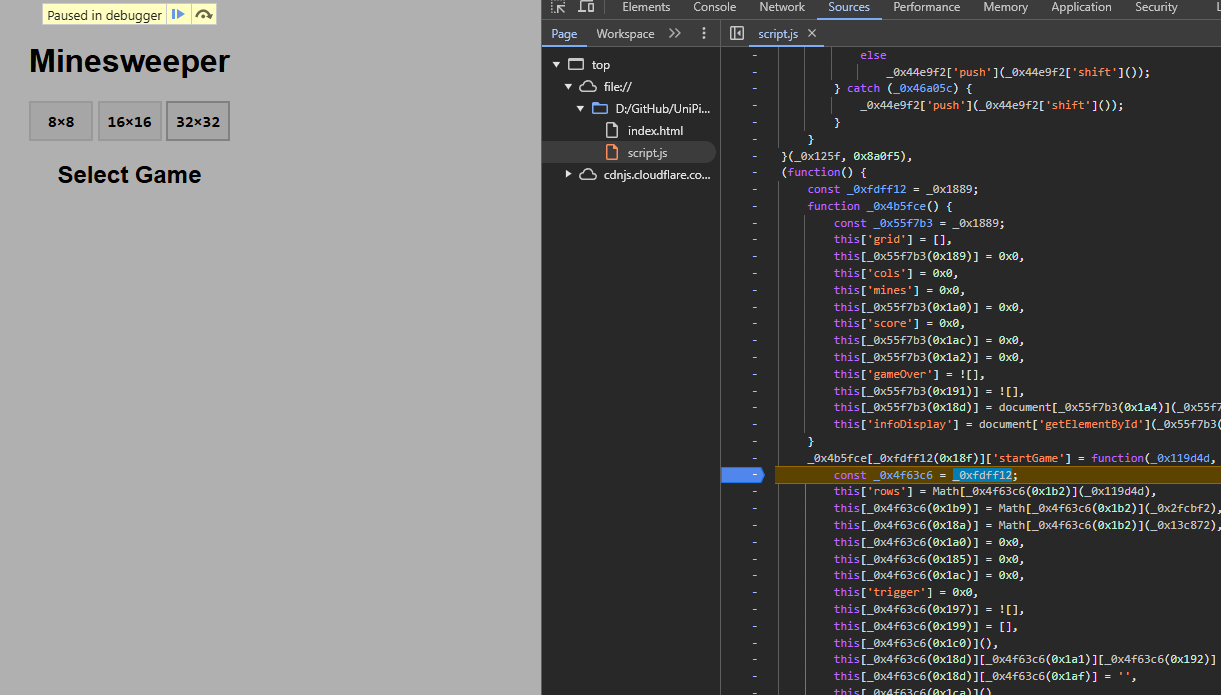 Paused in debugger
Minesweeper
8×8 16×16 32×32
Select Game
Elements Console Network Sources Performance Memory Application Security
Page Workspace
script.js ×
top
file://
D:/GitHub/UniPi...
index.html
script.js
cdnjs.cloudflare.co...
else
_0x44e9f2['push'](_0x44e9f2['shift']());
} catch (_0x46a05c) {
_0x44e9f2['push'](_0x44e9f2['shift']());
}
}
}(_0x125f, 0x8a0f5),
(function() {
const _0xfdff12 = _0x1889;
function _0x4b5fce() {
const _0x55f7b3 = _0x1889;
this['grid'] = [],
this[_0x55f7b3(0x189)] = 0x0,
this['cols'] = 0x0,
this['mines'] = 0x0,
this[_0x55f7b3(0x1a0)] = 0x0,
this['score'] = 0x0,
this[_0x55f7b3(0x1ac)] = 0x0,
this[_0x55f7b3(0x1a2)] = 0x0,
this['gameOver'] = ![],
this[_0x55f7b3(0x191)] = ![],
this[_0x55f7b3(0x18d)] = document[_0x55f7b3(0x1a4)](_0x55f7
this['infoDisplay'] = document['getElementById'](_0x55f7b3(
}
_0x4b5fce[_0xfdff12(0x18f)]['startGame'] = function(_0x119d4d,
const _0x4f63c6 = _0xfdff12;
this['rows'] = Math[_0x4f63c6(0x1b2)](_0x119d4d),
this[_0x4f63c6(0x1b9)] = Math[_0x4f63c6(0x1b2)](_0x2fcbf2),
this[_0x4f63c6(0x18a)] = Math[_0x4f63c6(0x1b2)](_0x13c872),
this[_0x4f63c6(0x1a0)] = 0x0,
this[_0x4f63c6(0x185)] = 0x0,
this[_0x4f63c6(0x1ac)] = 0x0,
this['trigger'] = 0x0,
this[_0x4f63c6(0x197)] = ![],
this[_0x4f63c6(0x199)] = [],
this[_0x4f63c6(0x1c0)](),
this[_0x4f63c6(0x18d)][_0x4f63c6(0x1a1)][_0x4f63c6(0x192)]
this[_0x4f63c6(0x18d)][_0x4f63c6(0x1af)] = '',
this[_0x4f63c6(0x1ca)]()